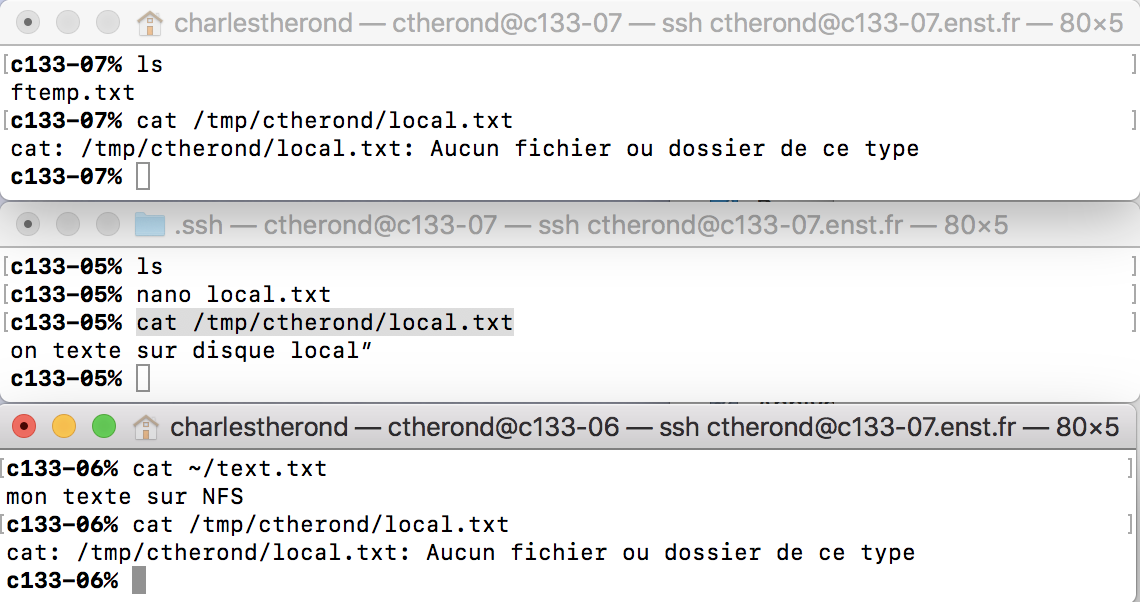 charlestherond — ctherond@c133-07 — ssh ctherond@c133-07.enst.fr — 80×5
[c133-07% ls ]
ftemp.txt
[c133-07% cat /tmp/ctherond/local.txt ]
cat: /tmp/ctherond/local.txt: Aucun fichier ou dossier de ce type
c133-07%
.ssh — ctherond@c133-07 — ssh ctherond@c133-07.enst.fr — 80×5
[c133-05% ls ]
[c133-05% nano local.txt ]
[c133-05% cat /tmp/ctherond/local.txt ]
on texte sur disque local”
c133-05%
charlestherond — ctherond@c133-06 — ssh ctherond@c133-07.enst.fr — 80×5
[c133-06% cat ~/text.txt ]
mon texte sur NFS
[c133-06% cat /tmp/ctherond/local.txt ]
cat: /tmp/ctherond/local.txt: Aucun fichier ou dossier de ce type
c133-06%